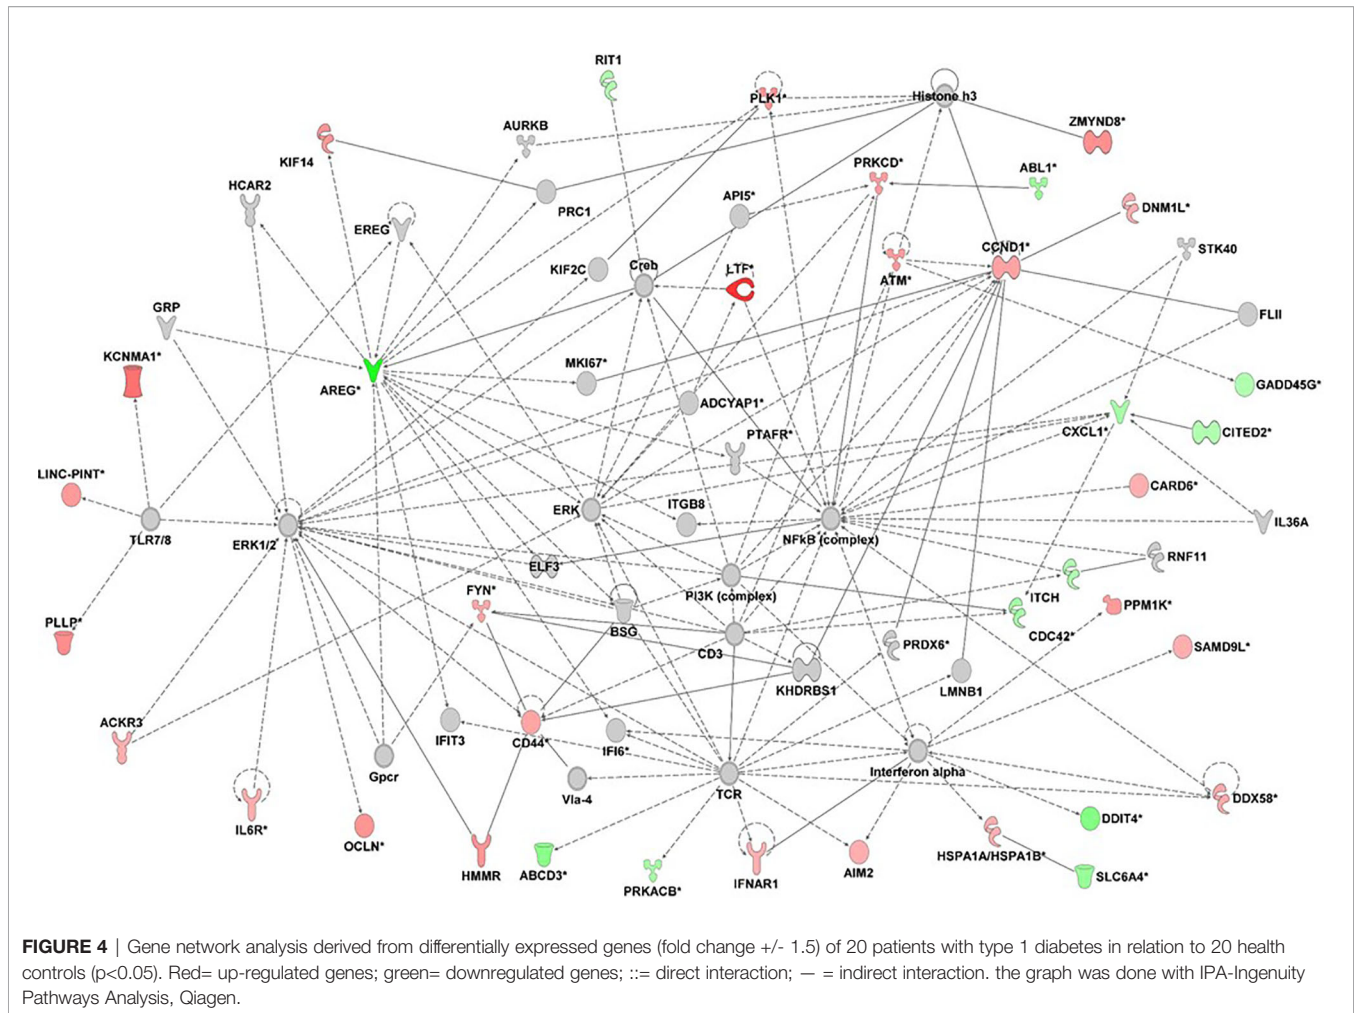 RIT1
PLK1*
Histone h3
ZMYND8*
AURKB
KIF14
PRKCD*
ABL1*
HCAR2
PRC1
API5*
DNM1L*
EREG
CCND1*
STK40
KIF2C
Creb
LTF*
ATM*
GRP
FLII
KCNMA1*
MKI67*
AREG*
GADD45G*
ADCYAP1*
CXCL1*
CITED2*
PTAFR*
LINC-PINT*
CARD6*
ERK
ITGB8
TLR7/8
ERK1/2
NFkB (complex)
IL36A
ELF3
RNF11
FYN*
PI3K (complex)
ITCH
PPM1K*
PLLP*
BSG
CDC42*
CD3
PRDX6*
SAMD9L*
KHDRBS1
LMNB1
ACKR3
IFIT3
CD44*
IFI6*
Gpcr
Interferon alpha
Vla-4
TCR
DDX58*
IL6R*
DDIT4*
OCLN*
HSPA1A/HSPA1B*
HMMR
ABCD3*
PRKACB*
IFNAR1
AIM2
SLC6A4*
FIGURE 4 | Gene network analysis derived from differentially expressed genes (fold change +/- 1.5) of 20 patients with type 1 diabetes in relation to 20 health
controls (p<0.05). Red= up-regulated genes; green= downregulated genes; ::= direct interaction; — = indirect interaction. the graph was done with IPA-Ingenuity
Pathways Analysis, Qiagen.